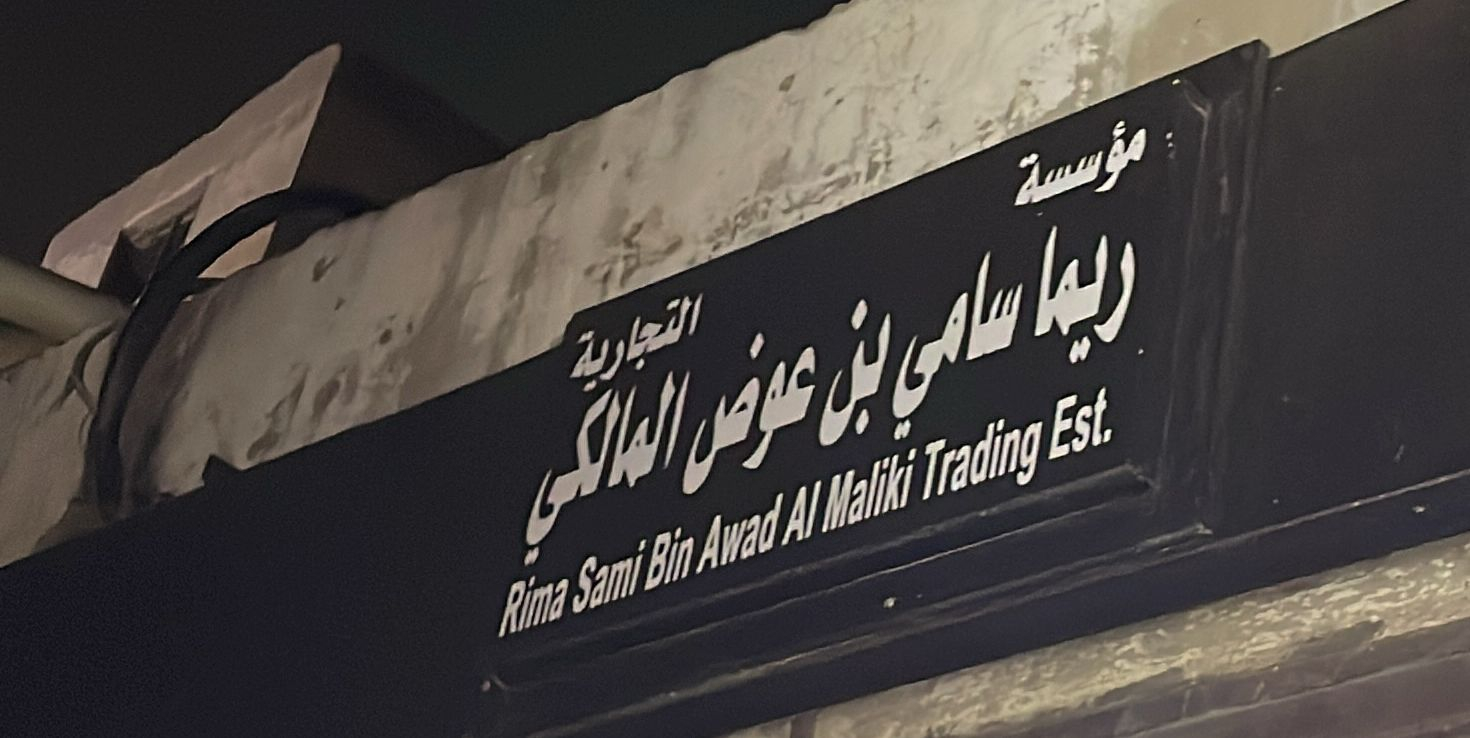 مؤسسة
ريما سامي بن عوض المالكي
التجارية
Rima Sami Bin Awad Al Maliki Trading Est.